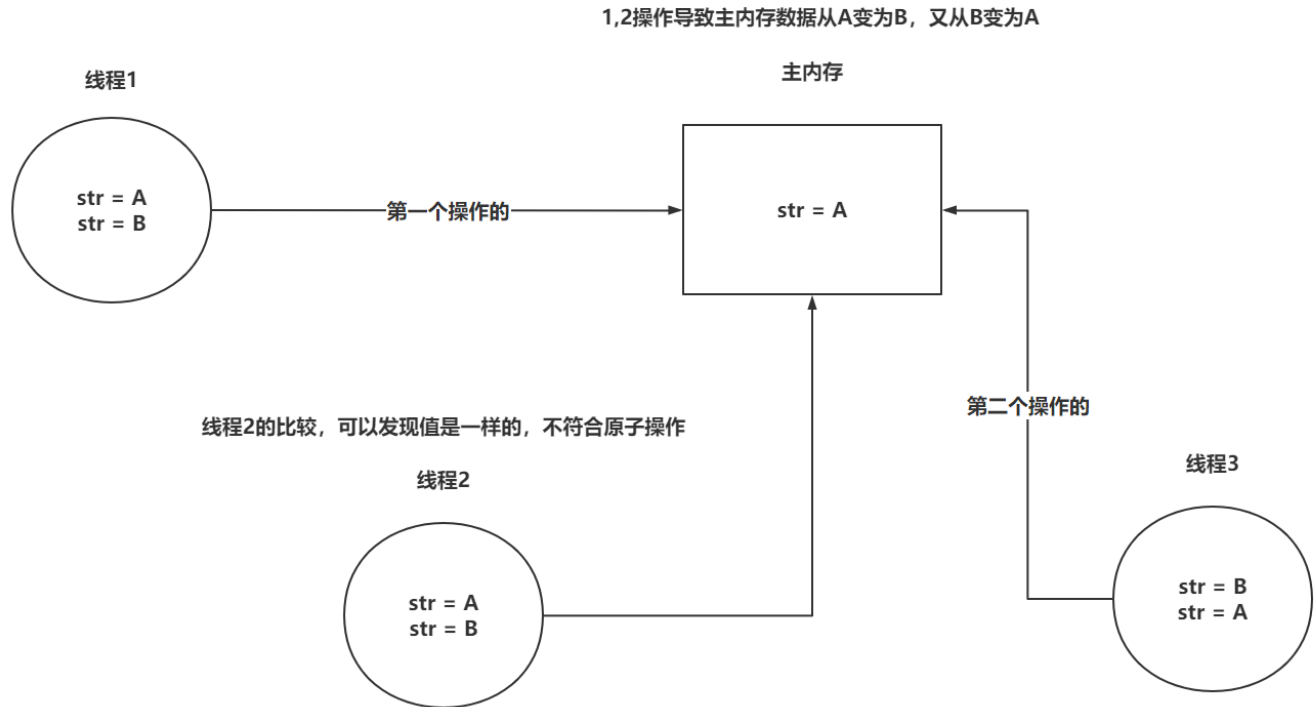 1,2操作导致主内存数据从A变为B，又从B变为A
线程1
主内存
str = A
str = B
第一个操作的
str = A
第二个操作的
线程2的比较，可以发现值是一样的，不符合原子操作
线程2
线程3
str = A
str = B
str = B
str = A